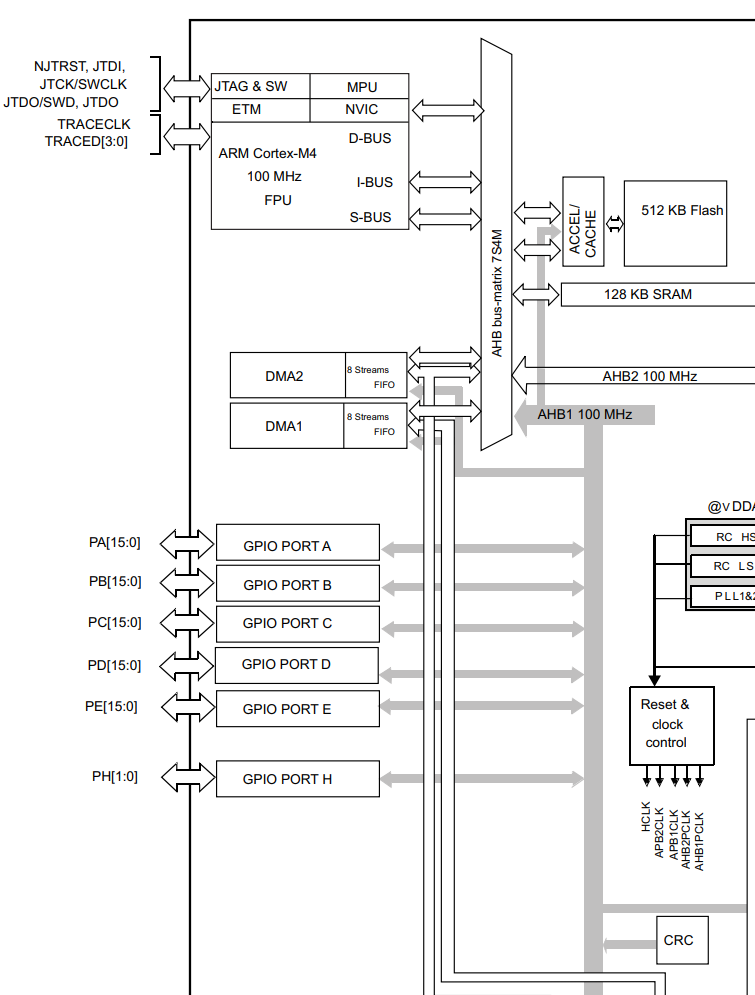 NJTRST, JTDI,
JTCK/SWCLK
JTDO/SWD, JTDO
TRACECLK
TRACED[3:0]
JTAG & SW
MPU
ETM
NVIC
ARM Cortex-M4
100 MHz
FPU
D-BUS
I-BUS
S-BUS
AHB bus-matrix 7S4M
ACCEL/
CACHE
512 KB Flash
128 KB SRAM
DMA2
8 Streams
FIFO
AHB2 100 MHz
DMA1
8 Streams
FIFO
AHB1 100 MHz
PA[15:0]
GPIO PORT A
PB[15:0]
GPIO PORT B
PC[15:0]
GPIO PORT C
PD[15:0]
GPIO PORT D
PE[15:0]
GPIO PORT E
PH[1:0]
GPIO PORT H
@VDDA
RC HS
RC LS
PLL1&2
Reset &
clock
control
HCLK
APB2CLK
APB1CLK
AHB2PCLK
AHB1PCLK
CRC